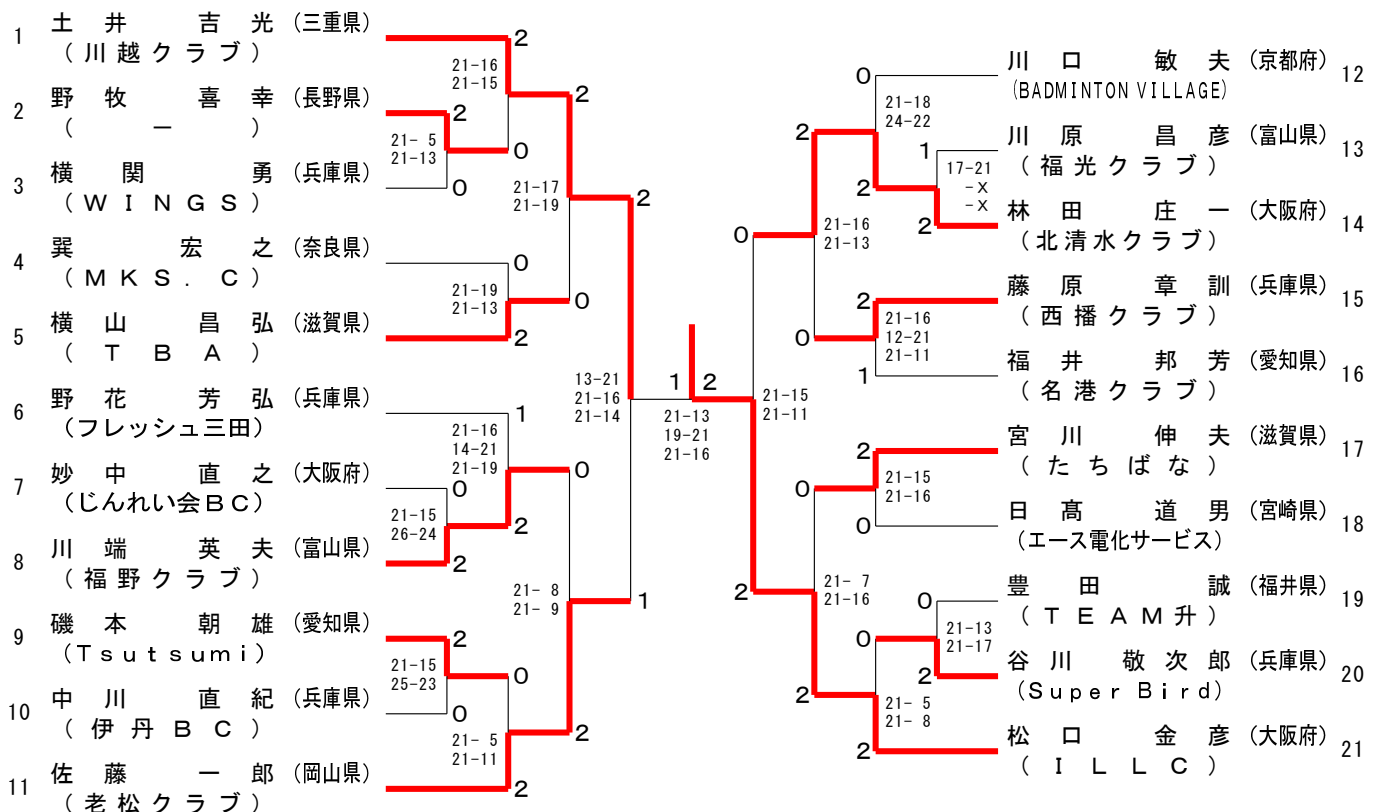 1 土井 吉光 (三重県)
(川越クラブ)
2 野牧 喜幸 (長野県)
( ー )
3 横関 勇 (兵庫県)
(WINGS)
4 巽 宏之 (奈良県)
(MKS.C)
5 横山 昌弘 (滋賀県)
(TBA)
6 野花 芳弘 (兵庫県)
(フレッシュ三田)
7 妙中 直之 (大阪府)
(じんれい会BC)
8 川端 英夫 (富山県)
(福野クラブ)
9 磯本 朝雄 (愛知県)
(Tsutsumi)
10 中川 直紀 (兵庫県)
(伊丹BC)
11 佐藤 一郎 (岡山県)
(老松クラブ)
2
21-16
21-15
2
2
21- 5
21-13
0
0
21-17
21-19
2
0
21-19
21-13
0
2
13-21
21-16
21-14
1
21-16
14-21
21-19
0
0
21-15
26-24
2
2
21- 8
21- 9
1
2
21-15
25-23
0
0
21- 5
21-11
2
2
1 2
21-13
19-21
21-16
川口 敏夫 (京都府) 12
(BADMINTON VILLAGE)
川原 昌彦 (富山県) 13
(福光クラブ)
林田 庄一 (大阪府) 14
(北清水クラブ)
藤原 章訓 (兵庫県) 15
(西播クラブ)
福井 邦芳 (愛知県) 16
(名港クラブ)
宮川 伸夫 (滋賀県) 17
(たちばな)
日髙 道男 (宮崎県) 18
(エース電化サービス)
豊田 誠 (福井県) 19
(TEAM升)
谷川 敬次郎 (兵庫県) 20
(Super Bird)
松口 金彦 (大阪府) 21
(ILLC)
0
21-18
24-22
2
1
17-21
-X
-X
2
2
0
21-16
21-13
2
21-16
12-21
21-11
0
1
21-15
21-11
2
21-15
21-16
0
0
2
21- 7
21-16
0
21-13
21-17
0
2
2
21- 5
21- 8
2